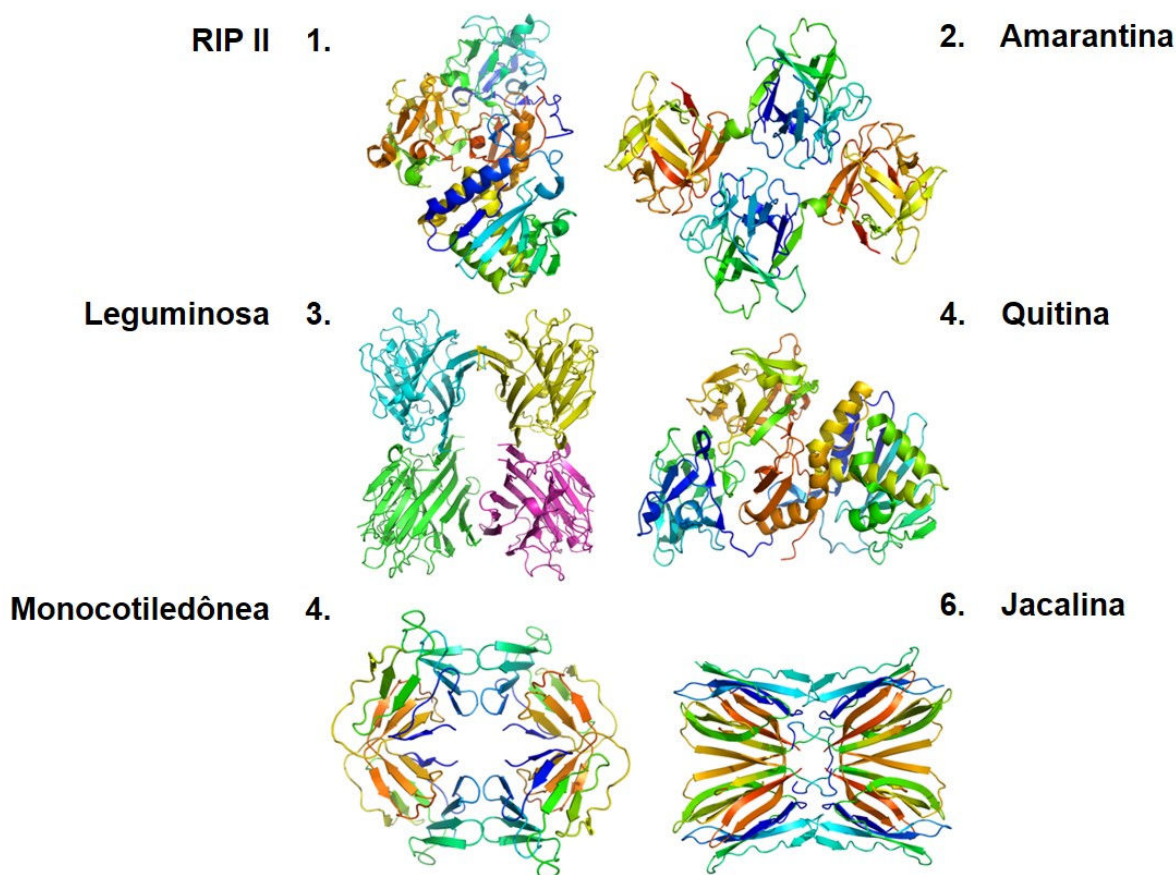 RIP II 1.
2. Amarantina
Leguminosa 3.
4. Quitina
Monocotiledônea 4.
6. Jacalina